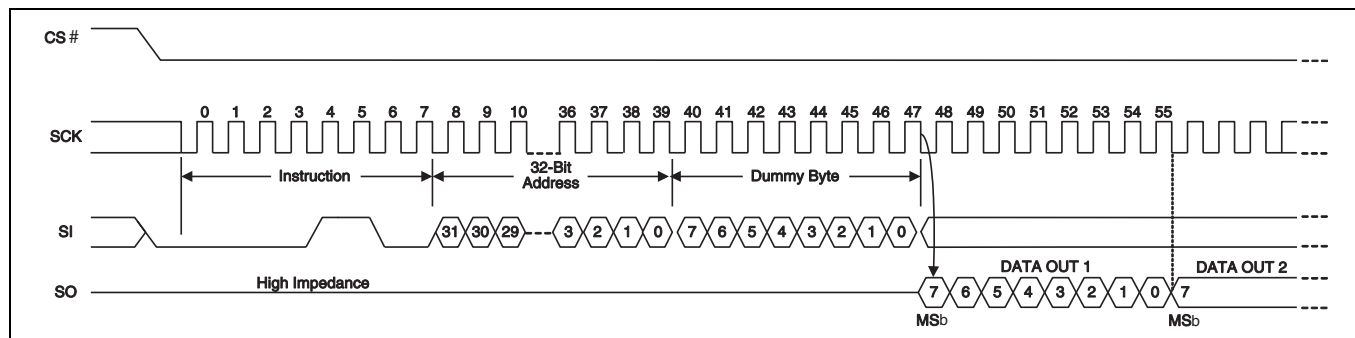 CS #
0 1 2 3 4 5 6 7 8 9 10 36 37 38 39 40 41 42 43 44 45 46 47 48 49 50 51 52 53 54 55
SCK
Instruction
32-Bit
Address
Dummy Byte
SI
31 30 29 3 2 1 0 7 6 5 4 3 2 1 0
DATA OUT 1
DATA OUT 2
High Impedance
SO
7 6 5 4 3 2 1 0 7
MSb
MSb